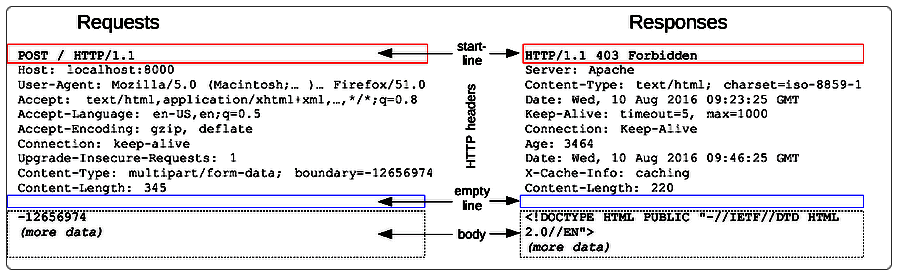 Requests
POST / HTTP/1.1
Host: localhost:8000
User-Agent: Mozilla/5.0 (Macintosh;… )… Firefox/51.0
Accept: text/html,application/xhtml+xml,…,*/*;q=0.8
Accept-Language: en-US,en;q=0.5
Accept-Encoding: gzip, deflate
Connection: keep-alive
Upgrade-Insecure-Requests: 1
Content-Type: multipart/form-data; boundary=-12656974
Content-Length: 345
-12656974
(more data)
start-
line
HTTP headers
empty
line
body
Responses
HTTP/1.1 403 Forbidden
Server: Apache
Content-Type: text/html; charset=iso-8859-1
Date: Wed, 10 Aug 2016 09:23:25 GMT
Keep-Alive: timeout=5, max=1000
Connection: Keep-Alive
Age: 3464
Date: Wed, 10 Aug 2016 09:46:25 GMT
X-Cache-Info: caching
Content-Length: 220
<!DOCTYPE HTML PUBLIC "-//IETF//DTD HTML
2.0//EN">
(more data)